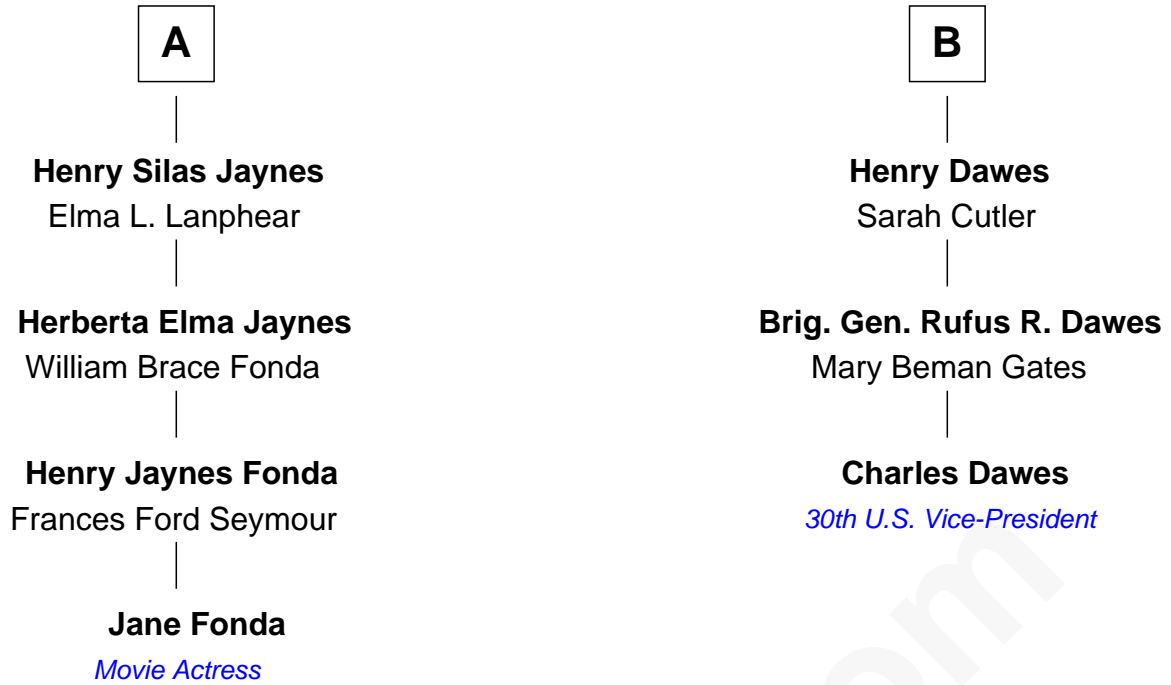 A
Henry Silas Jaynes
Elma L. Lanphear
Herberta Elma Jaynes
William Brace Fonda
Henry Jaynes Fonda
Frances Ford Seymour
Jane Fonda
Movie Actress
B
Henry Dawes
Sarah Cutler
Brig. Gen. Rufus R. Dawes
Mary Beman Gates
Charles Dawes
30th U.S. Vice-President
om